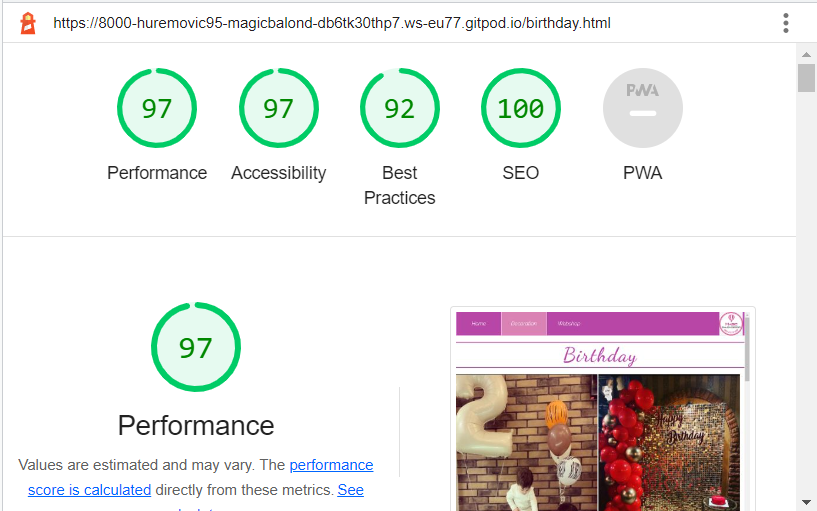 https://8000-huremovic95-magicbalond-db6tk30thp7.ws-eu77.gitpod.io/birthday.html
97
97
92
100
PWA
Performance
Accessibility
Best
Practices
SEO
PWA
97
Performance
Values are estimated and may vary. The performance
score is calculated directly from these metrics. See
Home
Decoration
Webshop
Birthday
2
Happy
Birthday